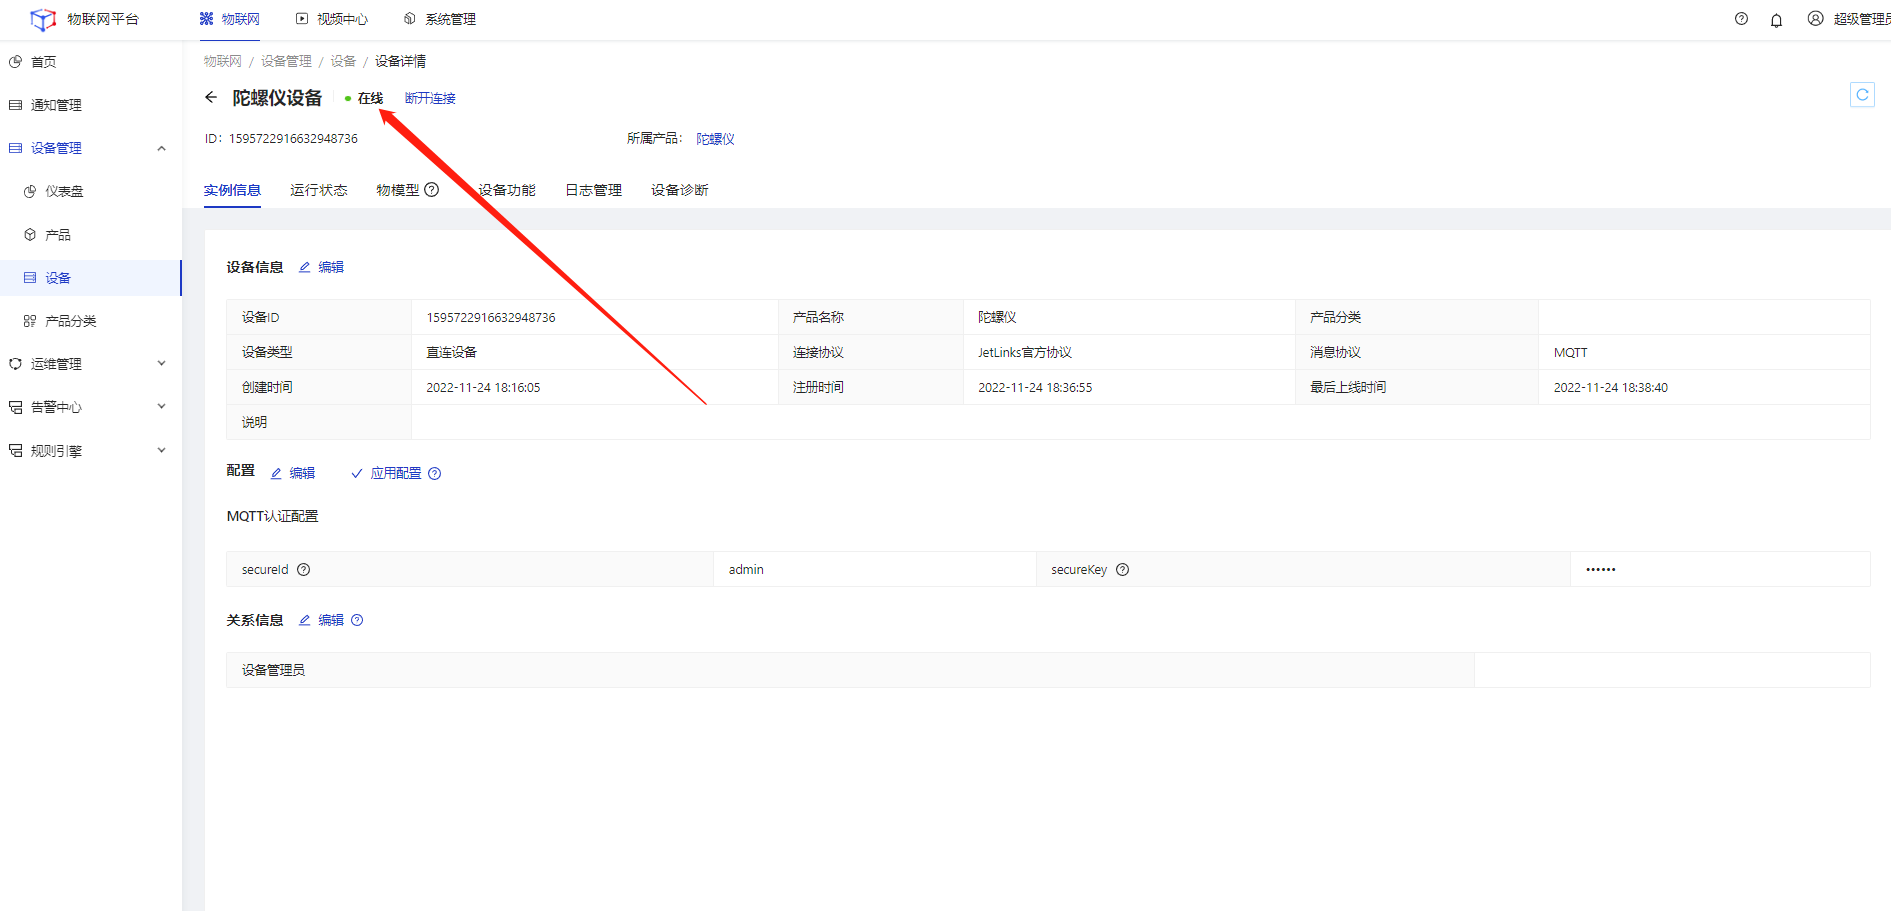 物联网平台 物联网 视频中心 系统管理 超级管理员
首页
通知管理
设备管理
仪表盘
产品
设备
产品分类
运维管理
告警中心
规则引擎
物联网 / 设备管理 / 设备 / 设备详情
陀螺仪设备 在线 断开连接
ID：1595722916632948736 所属产品： 陀螺仪
实例信息 运行状态 物模型 设备功能 日志管理 设备诊断
设备信息 编辑
设备ID 1595722916632948736 产品名称 陀螺仪 产品分类
设备类型 直连设备 连接协议 JetLinks官方协议 消息协议 MQTT
创建时间 2022-11-24 18:16:05 注册时间 2022-11-24 18:36:55 最后上线时间 2022-11-24 18:38:40
说明
配置 编辑 应用配置
MQTT认证配置
secureId admin secureKey ••••••
关系信息 编辑
设备管理员